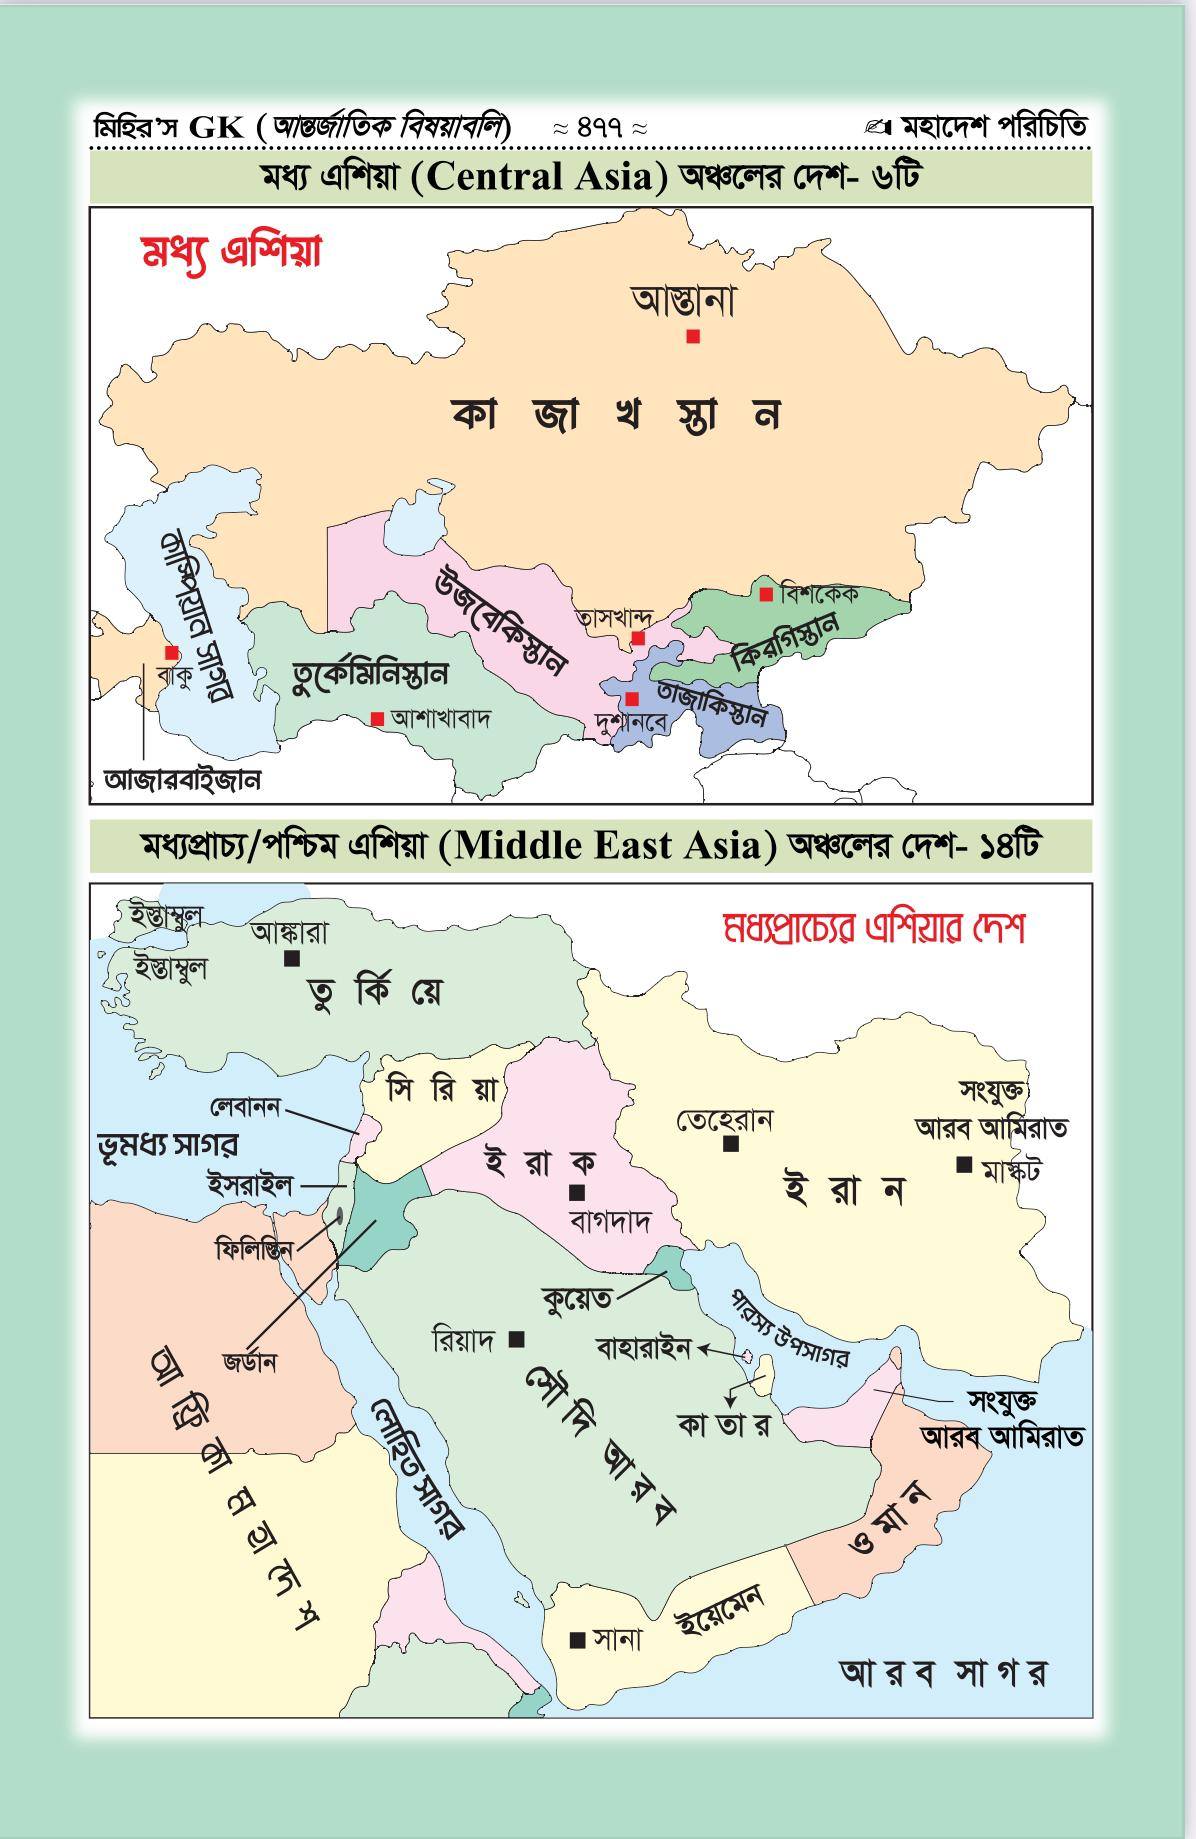 মিহির’স GK (আন্তর্জাতিক বিষয়াবলি) ≈ ৪৭৭ ≈ ✍ মহাদেশ পরিচিতি
মধ্য এশিয়া (Central Asia) অঞ্চলের দেশ- ৬টি
মধ্য এশিয়া
আস্তানা
কাজাখস্তান
কাস্পিয়ান সাগর
উজবেকিস্তান
তাসখান্দ
বিশকেক
কিরগিস্তান
বাকু
তুর্কেমিনিস্তান
তাজাকিস্তান
আশাখাবাদ
দুশানবে
আজারবাইজান
মধ্যপ্রাচ্য/পশ্চিম এশিয়া (Middle East Asia) অঞ্চলের দেশ- ১৪টি
ইস্তাম্বুল
আঙ্কারা
মধ্যপ্রাচ্যের এশিয়ার দেশ
ইস্তাম্বুল
তুর্কিয়ে
সিরিয়া
লেবানন
ভূমধ্য সাগর
তেহেরান
সংযুক্ত
আরব আমিরাত
মাস্কট
ইরাক
ইসরাইল
ইরান
বাগদাদ
ফিলিস্তিন
কুয়েত
পারস্য উপসাগর
রিয়াদ
বাহারাইন
জর্ডান
সৌদি আরব
কাতার
সংযুক্ত
আরব আমিরাত
আফ্রিকা মহাদেশ
লোহিত সাগর
ওমান
ইয়েমেন
সানা
আরব সাগর